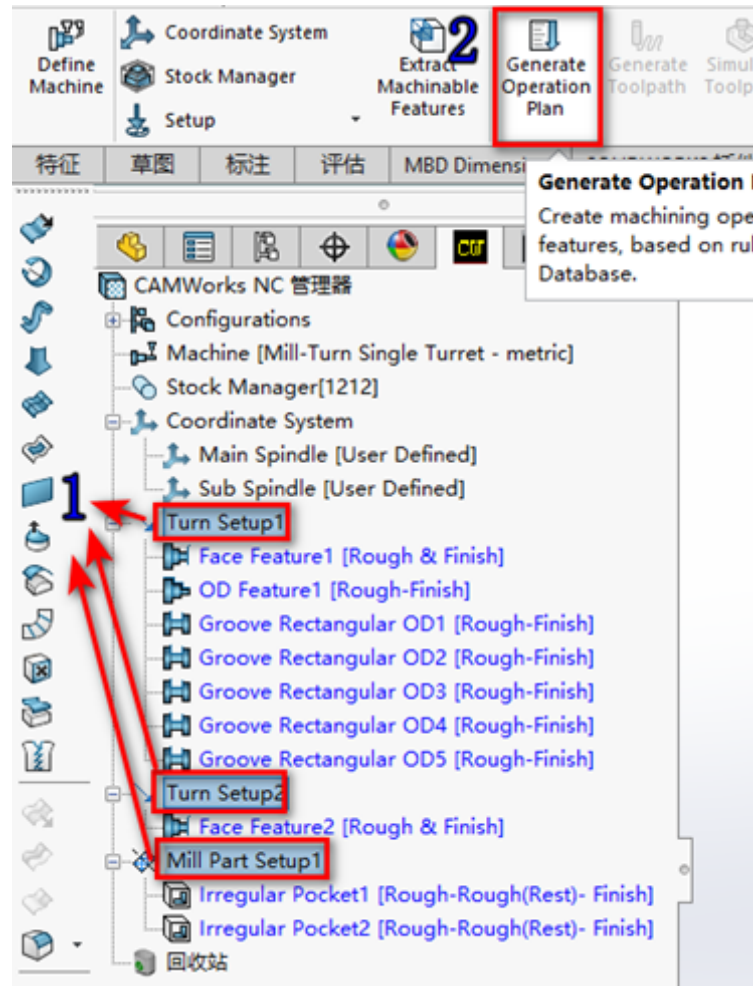 Define
Machine
Coordinate System
Stock Manager
Setup
2
Extract
Machinable
Features
Generate
Operation
Plan
Generate
Toolpath
Simul
Toolp
特征
草图
标注
评估
MBD Dimensi
Generate Operation
Create machining ope
features, based on rul
Database.
CAMWorks NC 管理器
Configurations
Machine [Mill-Turn Single Turret - metric]
Stock Manager[1212]
Coordinate System
Main Spindle [User Defined]
Sub Spindle [User Defined]
1
Turn Setup1
Face Feature1 [Rough & Finish]
OD Feature1 [Rough-Finish]
Groove Rectangular OD1 [Rough-Finish]
Groove Rectangular OD2 [Rough-Finish]
Groove Rectangular OD3 [Rough-Finish]
Groove Rectangular OD4 [Rough-Finish]
Groove Rectangular OD5 [Rough-Finish]
Turn Setup2
Face Feature2 [Rough & Finish]
Mill Part Setup1
Irregular Pocket1 [Rough-Rough(Rest)- Finish]
Irregular Pocket2 [Rough-Rough(Rest)- Finish]
回收站